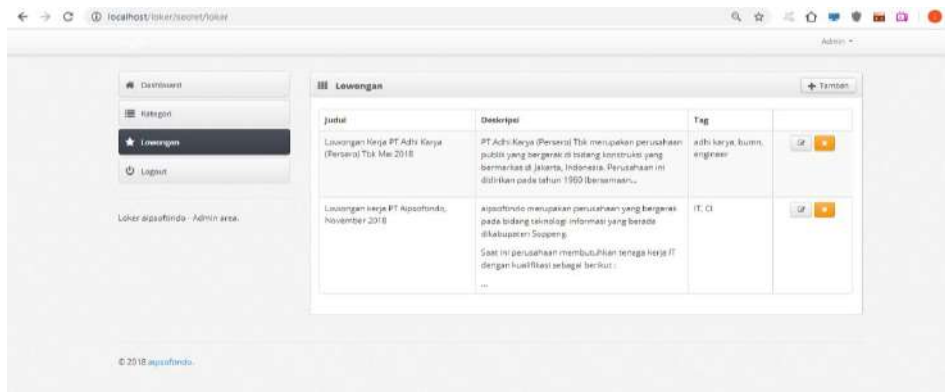 localhost/loker/secret/loker
Admin
Dashboard
Kategori
Lowongan
Logout
Loker aipsoftindo - Admin area.
Lowongan
Tambah
Judul Deskripsi Tag
Lowongan Kerja PT Adhi Karya PT Adhi Karya (Persero) Tbk merupakan perusahaan adhi karya, bumn,
(Persero) Tbk Mei 2018 publik yang bergerak di bidang konstruksi yang engineer
bermarkas di Jakarta, Indonesia. Perusahaan ini
didirikan pada tahun 1960 (bersamaan...
Lowongan kerja PT Aipsoftindo, aipsoftindo merupakan perusahaan yang bergerak IT, CI
November 2018 pada bidang teknologi informasi yang berada
dikabupaten Soppeng.
Saat ini perusahaan membutuhkan tenaga kerja IT
dengan kualifikasi sebagai berikut :
...
© 2018 aipsoftindo.